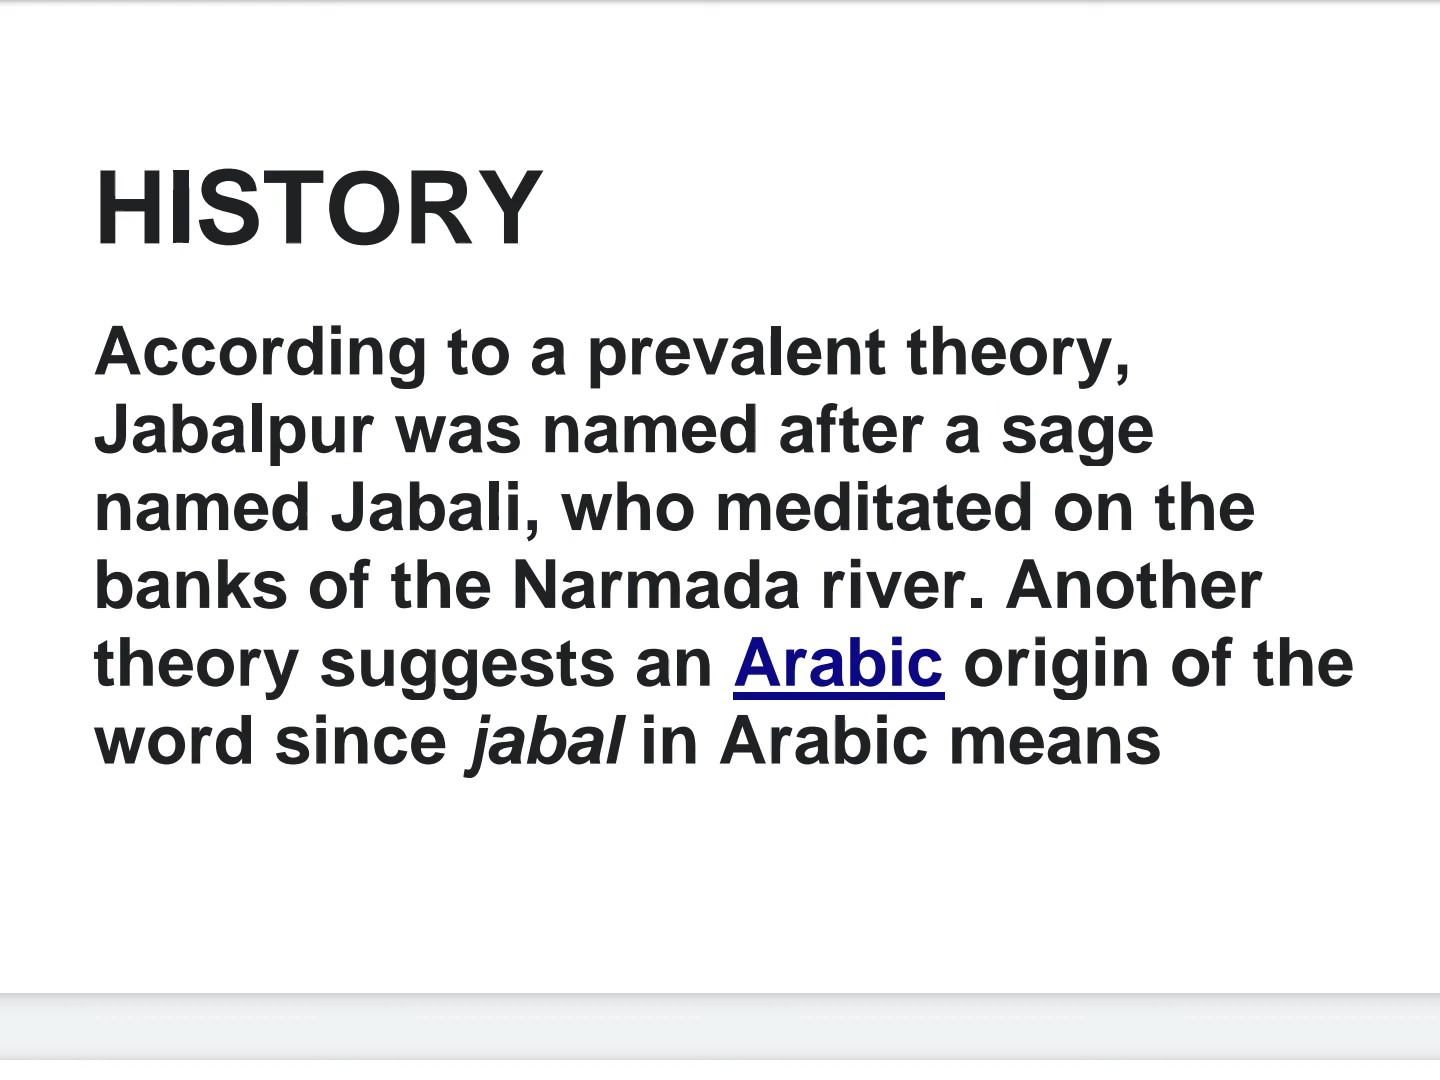 HISTORY
According to a prevalent theory,
Jabalpur was named after a sage
named Jabali, who meditated on the
banks of the Narmada river. Another
theory suggests an Arabic origin of the
word since jabal in Arabic means